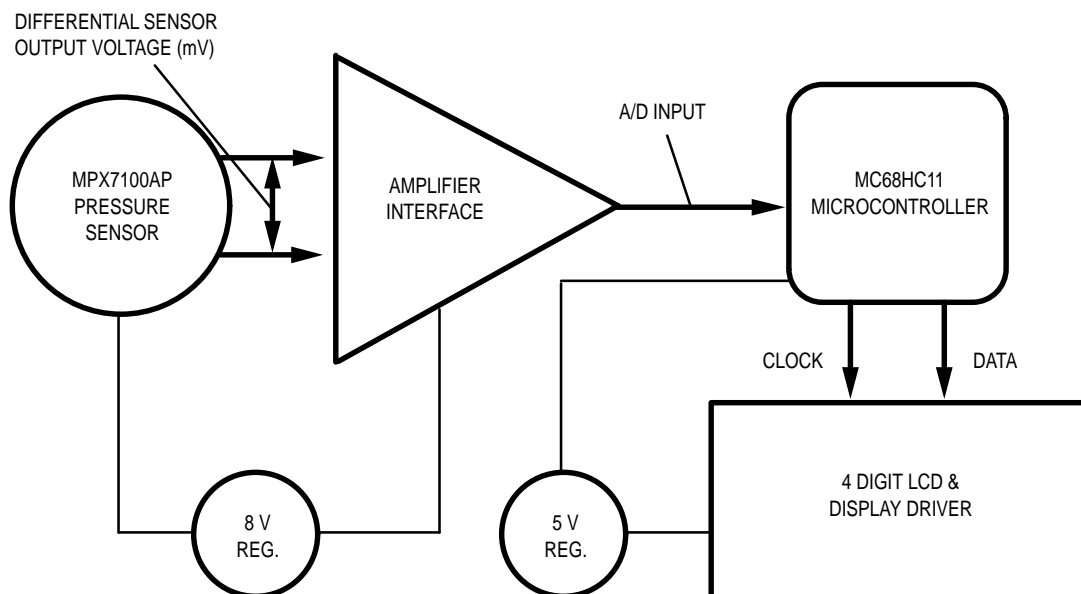 DIFFERENTIAL SENSOR
OUTPUT VOLTAGE (mV)
MPX7100AP
PRESSURE
SENSOR
AMPLIFIER
INTERFACE
A/D INPUT
MC68HC11
MICROCONTROLLER
CLOCK
DATA
8 V
REG.
5 V
REG.
4 DIGIT LCD &
DISPLAY DRIVER